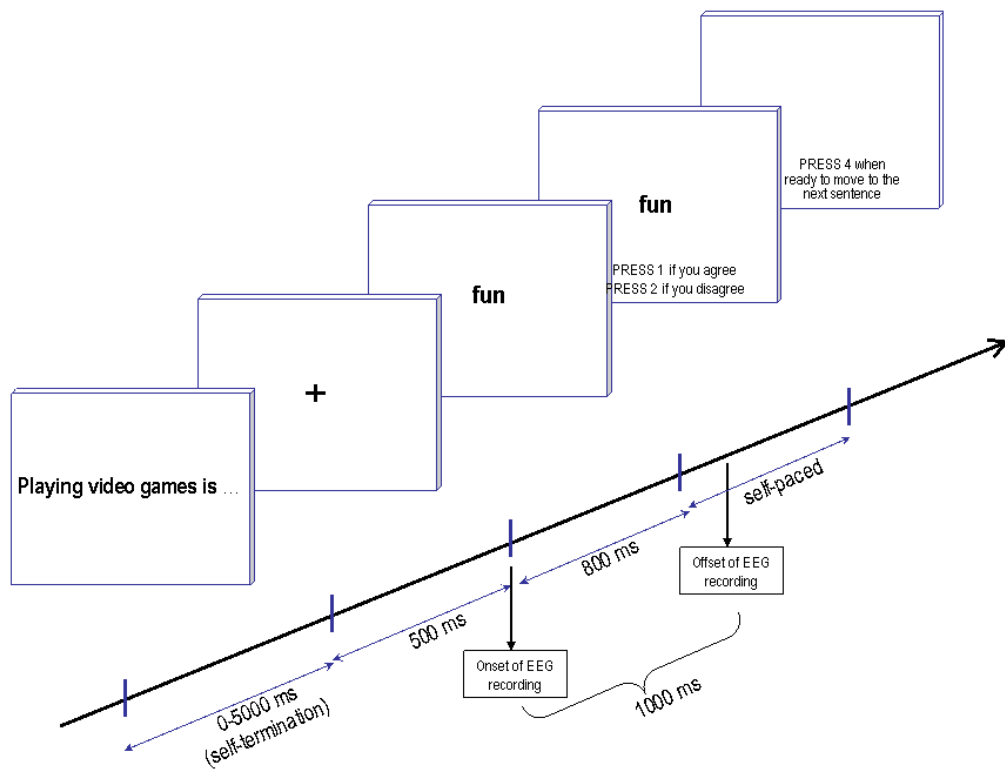 PRESS 4 when
ready to move to the
next sentence
fun
PRESS 1 if you agree
PRESS 2 if you disagree
fun
+
Playing video games is ...
self-paced
800 ms
Offset of EEG
recording
500 ms
Onset of EEG
recording
1000 ms
0-5000 ms
(self-termination)